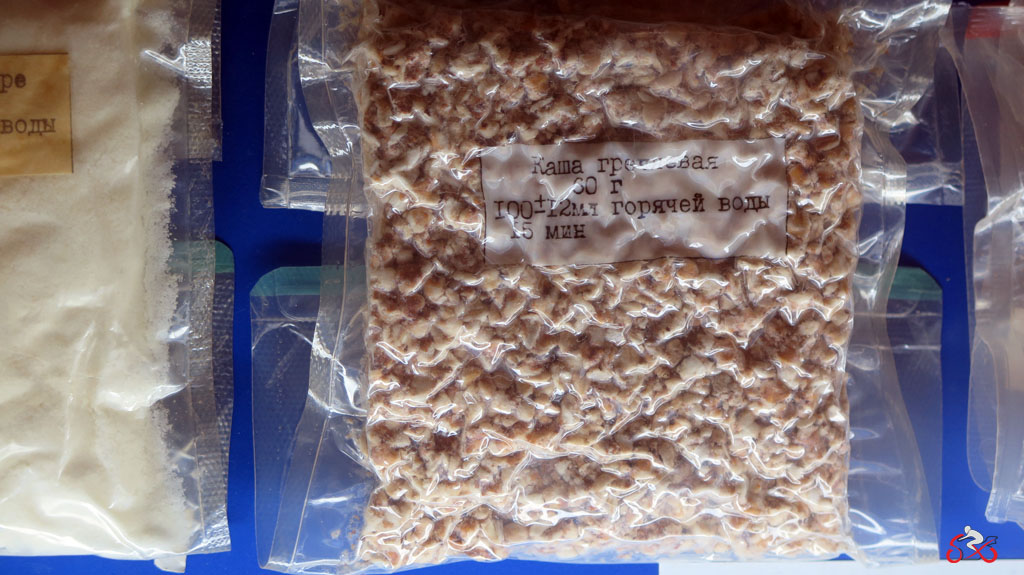 ре
воды
Каша гречневая
60 г
100±12мл горячей воды
15 мин